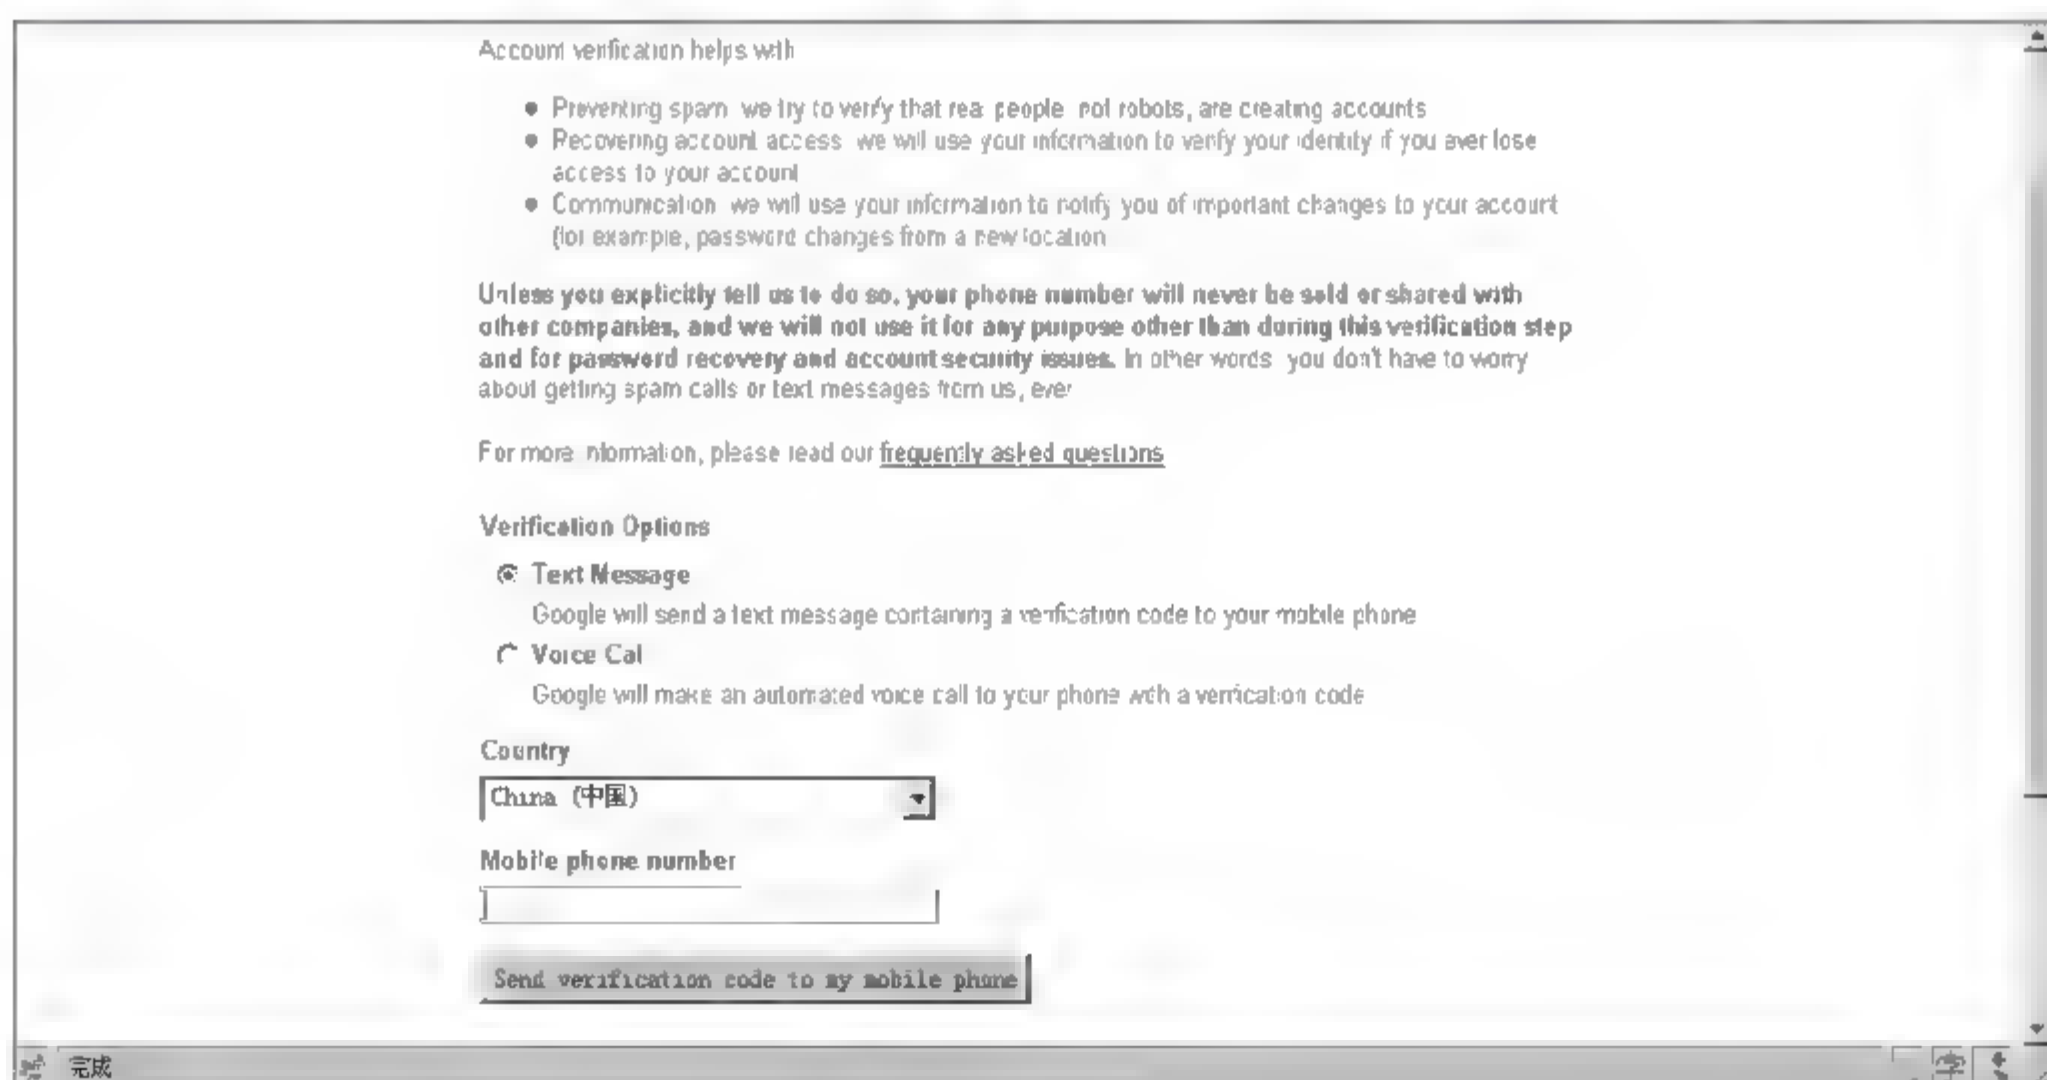 Account verification helps with
Preventing spam we try to verify that real people not robots, are creating accounts
Recovering account access we will use your information to verify your identity if you ever lose
access to your account
Communication we will use your information to notify you of important changes to your account
(for example, password changes from a new location
Unless you explicitly tell us to do so, your phone number will never be sold or shared with
other companies, and we will not use it for any purpose other than during this verification step
and for password recovery and account security issues. In other words you don't have to worry
about getting spam calls or text messages from us, ever
For more information, please read our frequently asked questions
Verification Options
Text Message
Google will send a text message containing a verification code to your mobile phone
Voice Call
Google will make an automated voice call to your phone with a verification code
Country
China (中国)
Mobile phone number
Send verification code to my mobile phone
完成